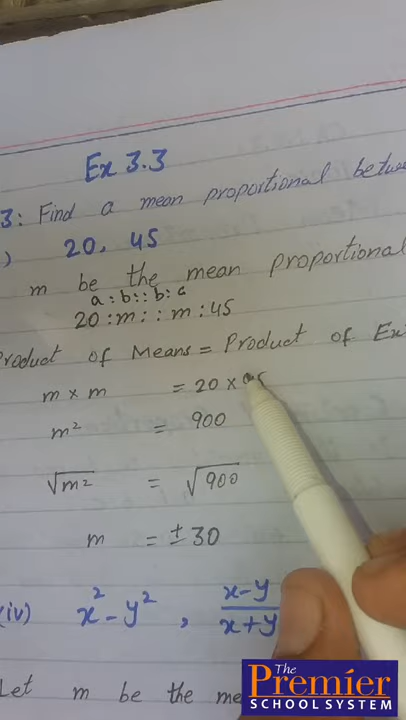 Ex 3.3
3: Find a mean proportional
) 20, 45
m be the mean proportional
a : b :: b : c
20 : m :: m : 45
Product of Means = Product of Ex
m × m = 20 ×
m² = 900
√m² = √900
m = ± 30
(iv) x² - y² , x-y
x+y
Let m be the me
The
Premier
SCHOOL SYSTEM